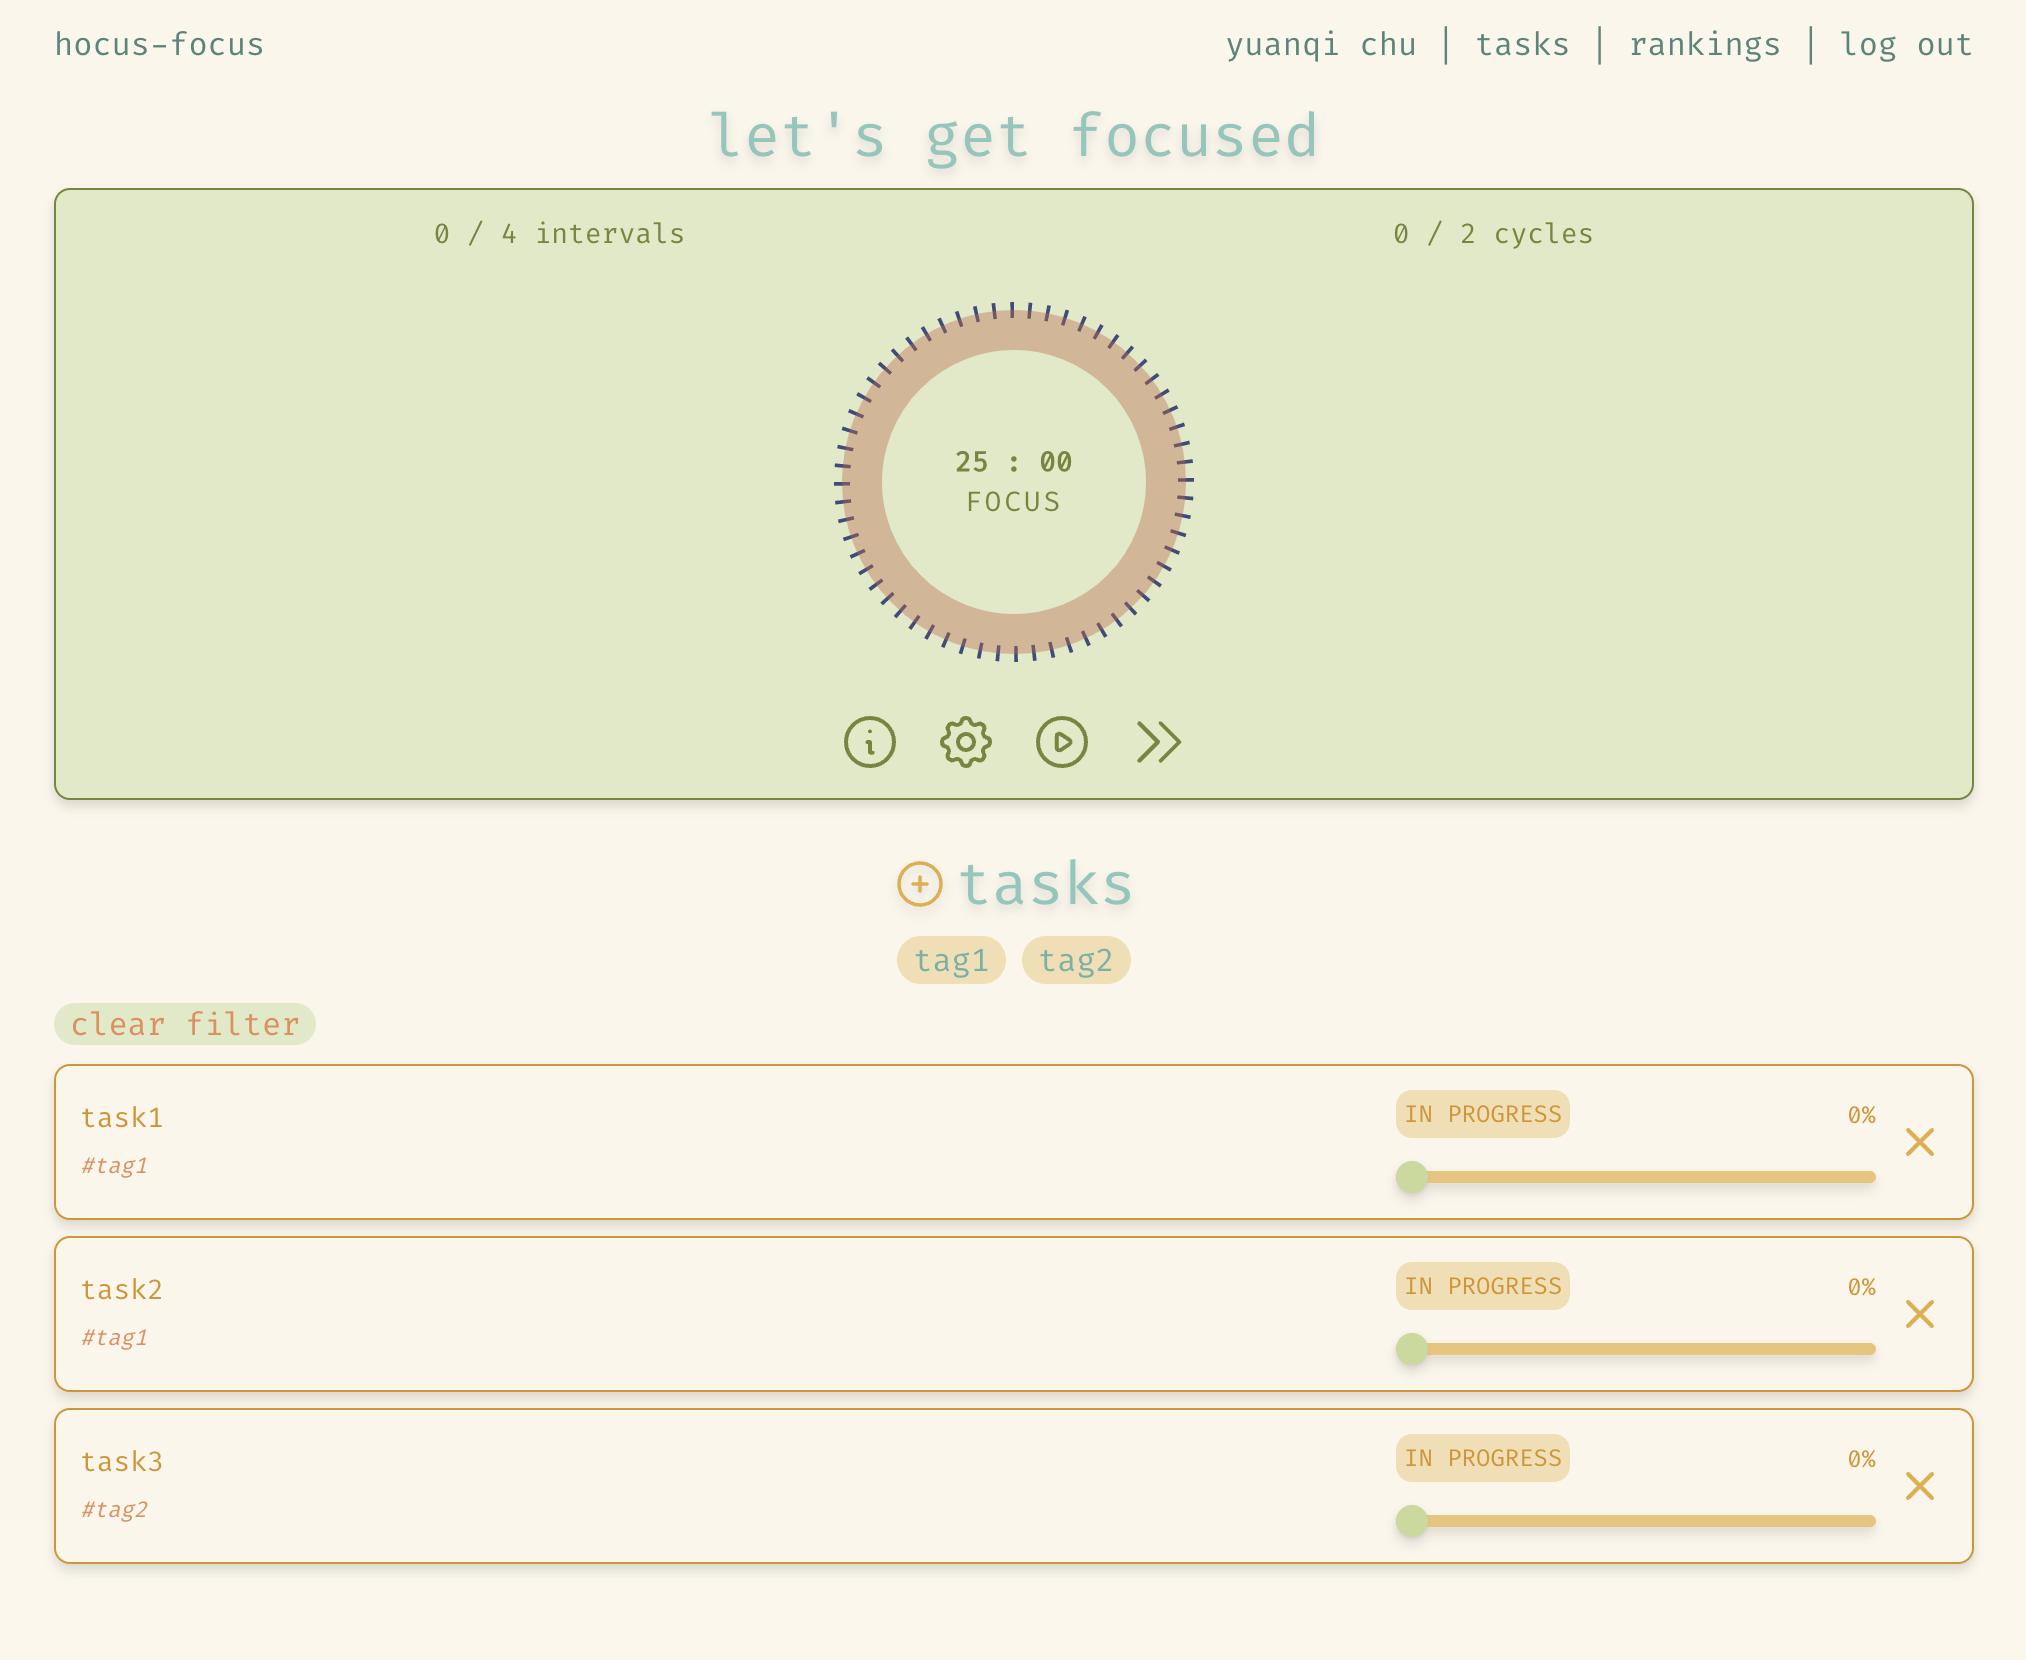 hocus-focus
yuanqi chu | tasks | rankings | log out
let's get focused
0 / 4 intervals
0 / 2 cycles
25 : 00
FOCUS
tasks
tag1 tag2
clear filter
task1
#tag1
IN PROGRESS
0%
task2
#tag1
IN PROGRESS
0%
task3
#tag2
IN PROGRESS
0%